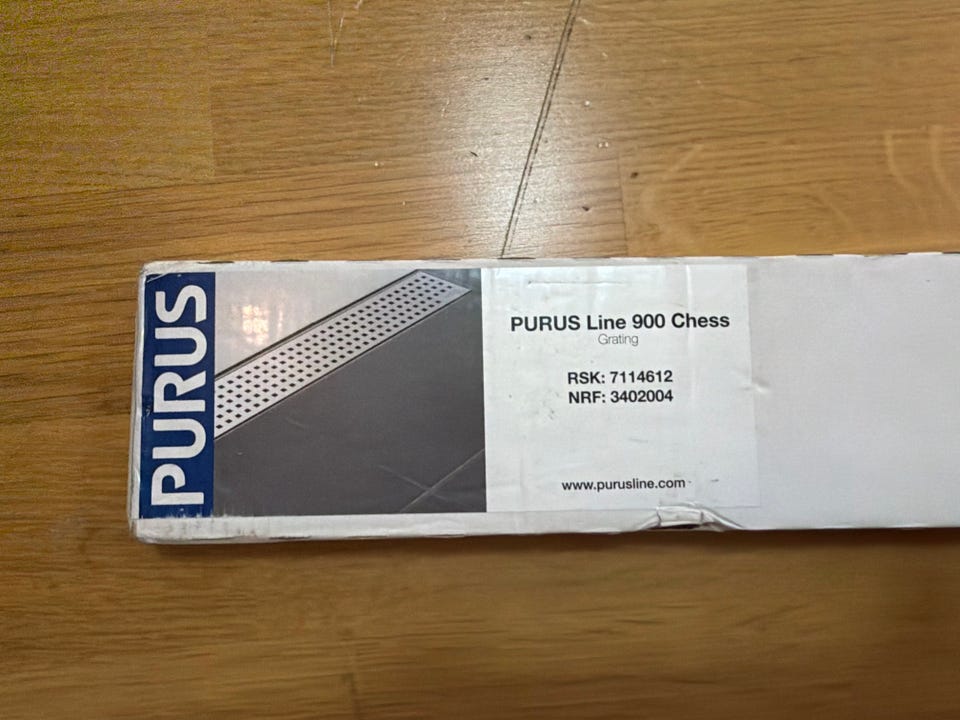 PURUS
PURUS Line 900 Chess
Grating
RSK: 7114612
NRF: 3402004
www.purusline.com